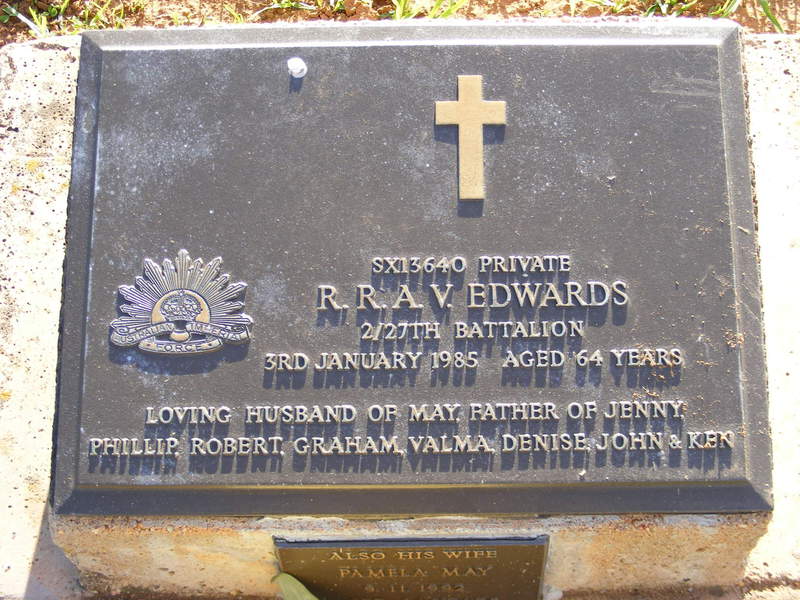 SX13640 PRIVATE
R. R. A. V. EDWARDS
2/27TH BATTALION
AUSTRALIAN IMPERIAL
FORCE
3RD JANUARY 1985 AGED 64 YEARS
LOVING HUSBAND OF MAY, FATHER OF JENNY,
PHILLIP, ROBERT, GRAHAM, VALMA, DENISE, JOHN & KEN
ALSO HIS WIFE
PAMELA MAY